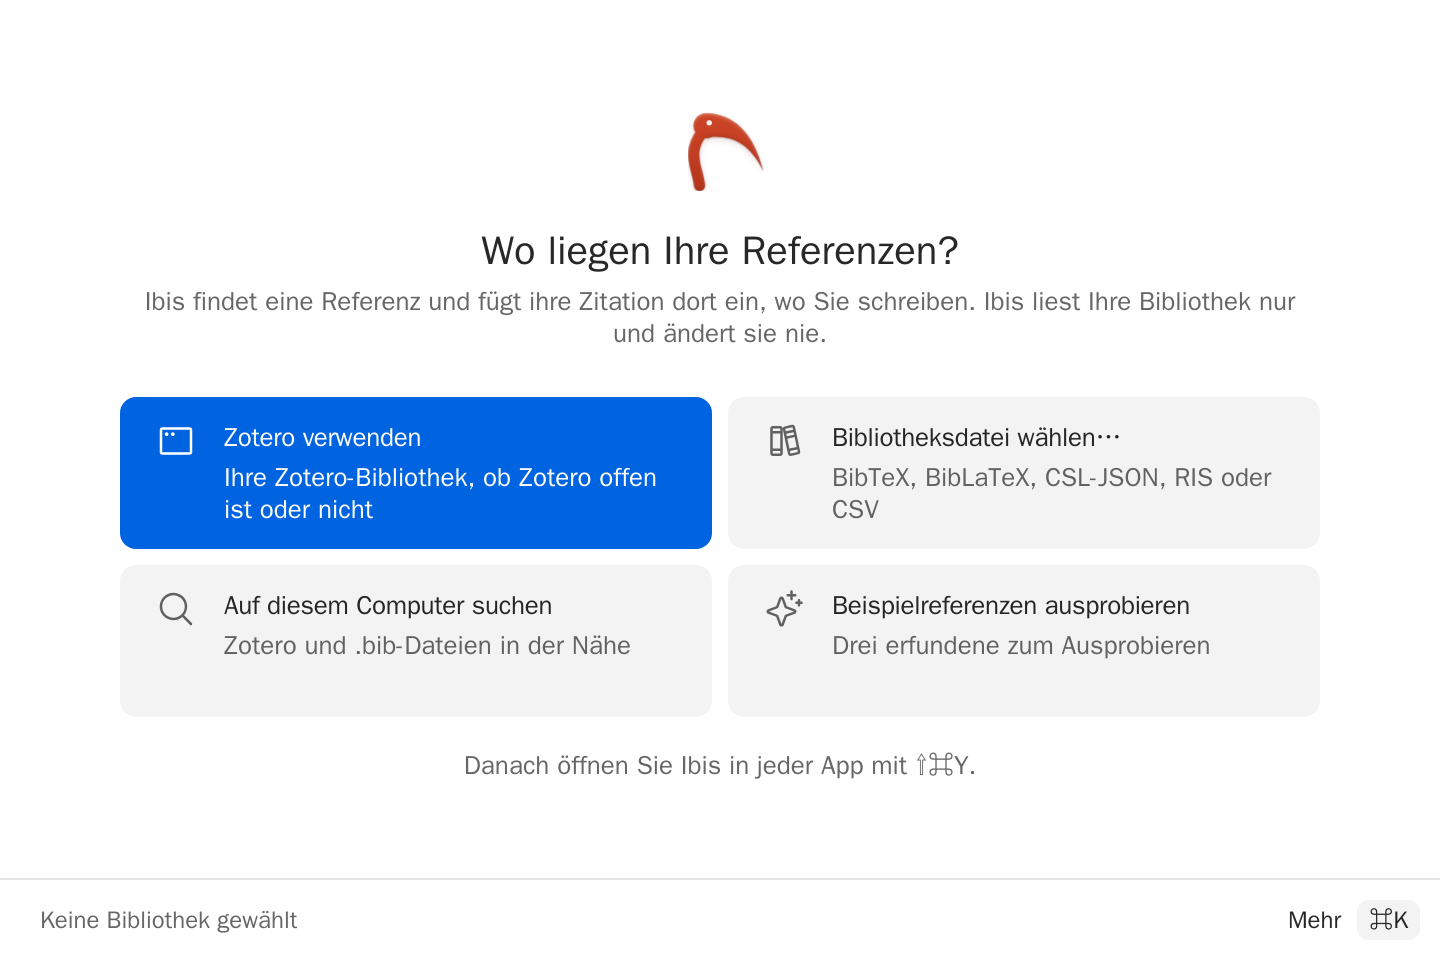 Wo liegen Ihre Referenzen?
Ibis findet eine Referenz und fügt ihre Zitation dort ein, wo Sie schreiben. Ibis liest Ihre Bibliothek nur
und ändert sie nie.
Zotero verwenden
Ihre Zotero-Bibliothek, ob Zotero offen
ist oder nicht
Bibliotheksdatei wählen…
BibTeX, BibLaTeX, CSL-JSON, RIS oder
CSV
Auf diesem Computer suchen
Zotero und .bib-Dateien in der Nähe
Beispielreferenzen ausprobieren
Drei erfundene zum Ausprobieren
Danach öffnen Sie Ibis in jeder App mit ⇧⌘Y.
Keine Bibliothek gewählt
Mehr ⌘K